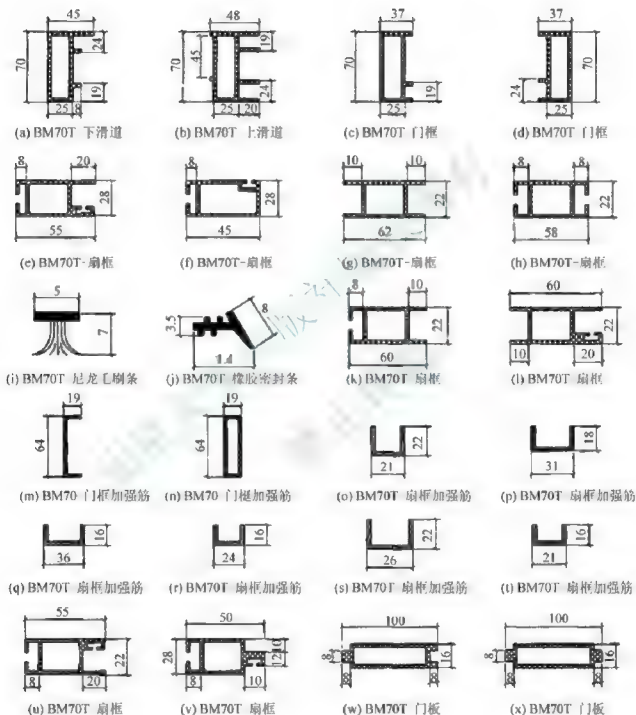 45 48 37 37
70 24 25 8 19
70 45 19 24 25 20
70 25 19
70 24 25
(a) BM70T 下滑道 (b) BM70T 上滑道 (c) BM70T 门框 (d) BM70T 门框
8 20 28 55
8 28 45
10 10 22 62
8 8 22 58
(e) BM70T-扇框 (f) BM70T-扇框 (g) BM70T-扇框 (h) BM70T-扇框
5 7
3.5 8 14
8 10 22 60
60 22 10 20
(i) BM70T 尼龙毛刷条 (j) BM70T 橡胶密封条 (k) BM70T 扇框 (l) BM70T 扇框
19 64
19 64
22 21
18 31
(m) BM70 门框加强筋 (n) BM70 门梃加强筋 (o) BM70T 扇框加强筋 (p) BM70T 扇框加强筋
16 36
16 24
22 26
16 21
(q) BM70T 扇框加强筋 (r) BM70T 扇框加强筋 (s) BM70T 扇框加强筋 (t) BM70T 扇框加强筋
55 22 8 20
50 28 10 12 8 10
100 8 16
100 8 16
(u) BM70T 扇框 (v) BM70T 扇框 (w) BM70T 门板 (x) BM70T 门板